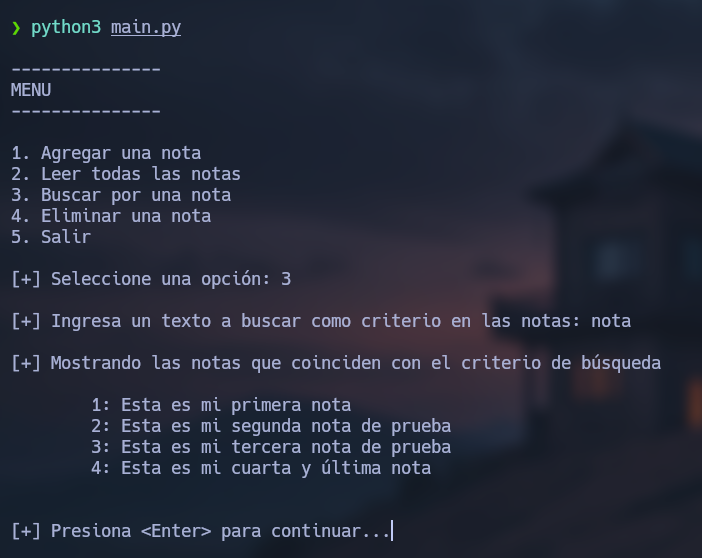 ❯ python3 main.py
---------------
MENU
---------------
1. Agregar una nota
2. Leer todas las notas
3. Buscar por una nota
4. Eliminar una nota
5. Salir
[+] Seleccione una opción: 3
[+] Ingresa un texto a buscar como criterio en las notas: nota
[+] Mostrando las notas que coinciden con el criterio de búsqueda
1: Esta es mi primera nota
2: Esta es mi segunda nota de prueba
3: Esta es mi tercera nota de prueba
4: Esta es mi cuarta y última nota
[+] Presiona <Enter> para continuar...